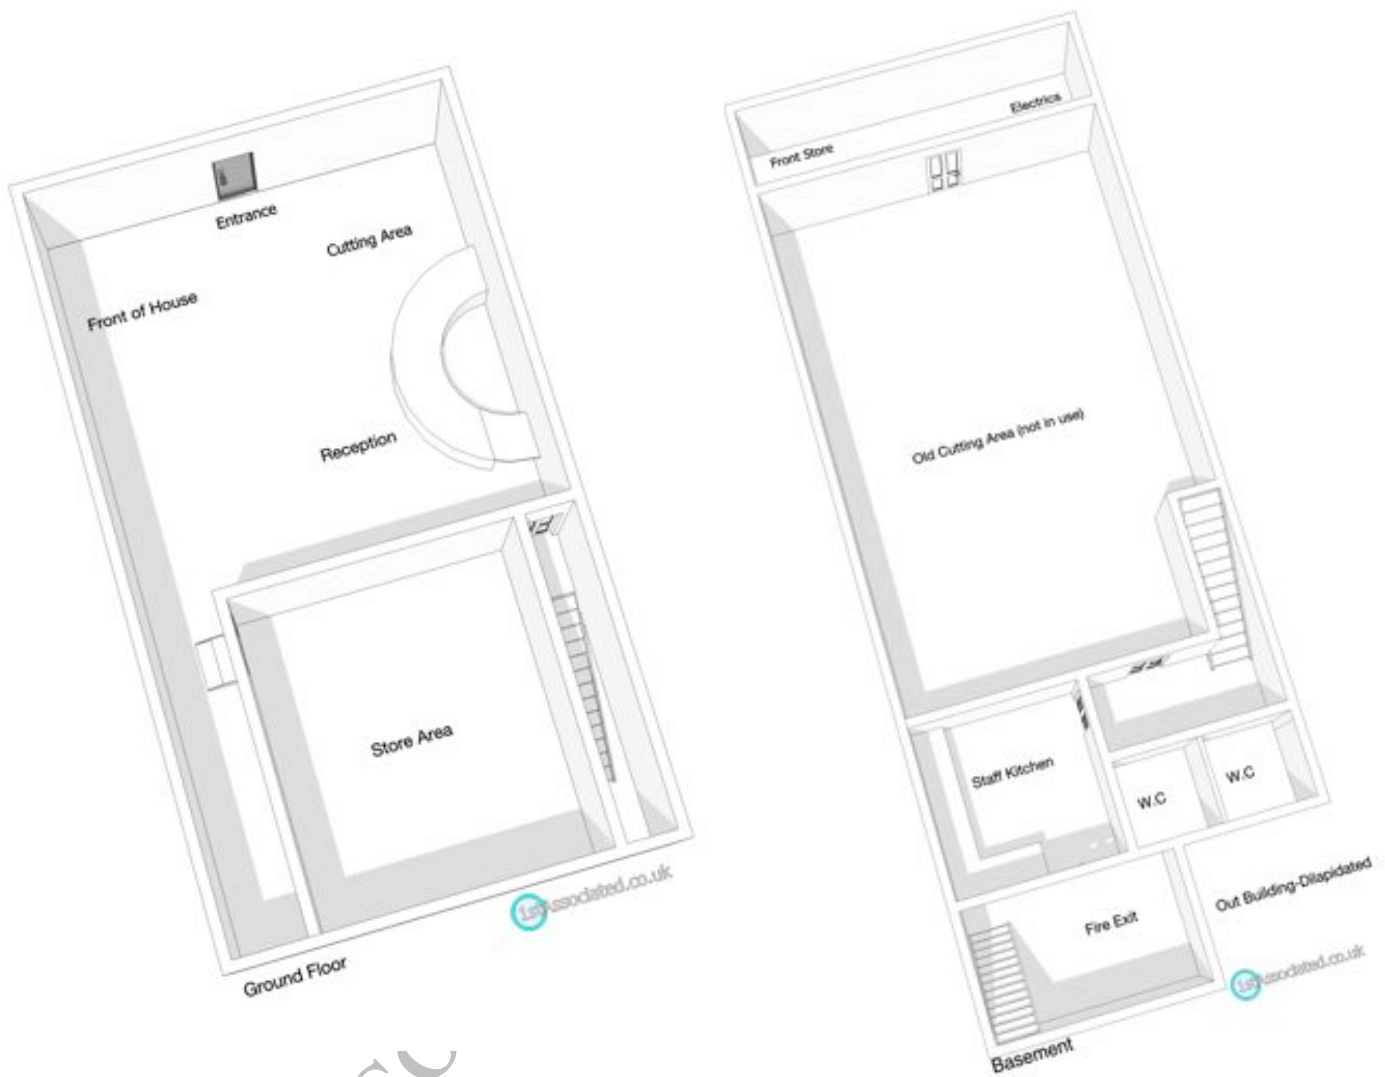 Entrance
Cutting Area
Front of House
Reception
Store Area
1stAssociated.co.uk
Ground Floor
Electrics
Front Store
Old Cutting Area (not in use)
Staff Kitchen
W.C
W.C
Fire Exit
Out Building-Dilapidated
1stAssociated.co.uk
Basement